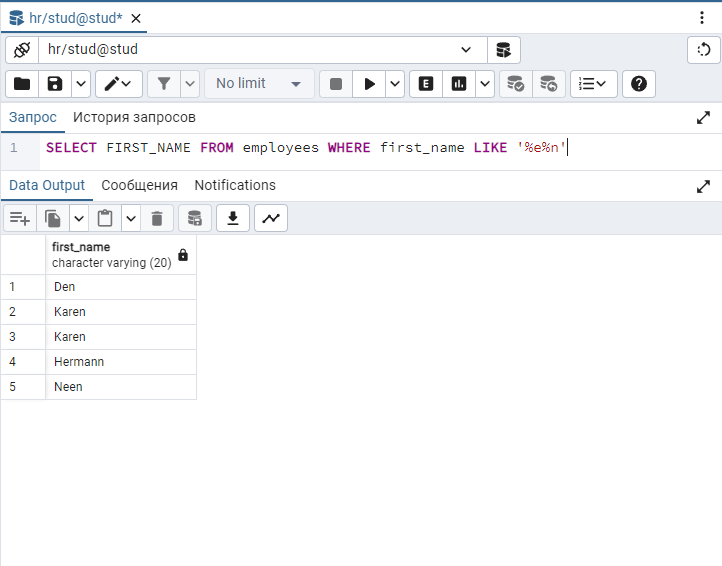 hr/stud@stud*
hr/stud@stud
No limit
E
Запрос История запросов
1 SELECT FIRST_NAME FROM employees WHERE first_name LIKE '%e%n'
Data Output Сообщения Notifications
first_name
character varying (20)
1 Den
2 Karen
3 Karen
4 Hermann
5 Neen